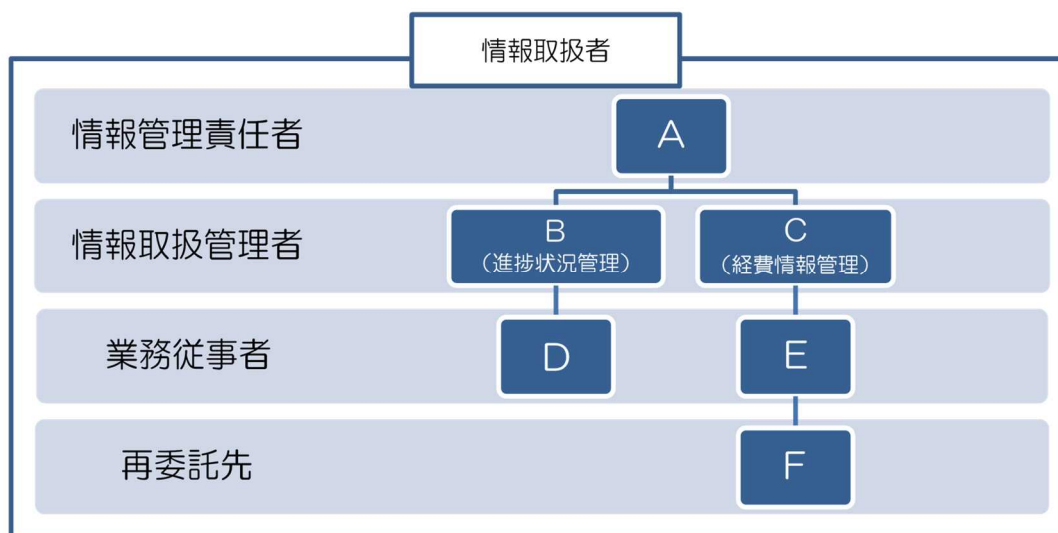 情報取扱者
情報管理責任者
A
情報取扱管理者
B
（進捗状況管理）
C
（経費情報管理）
業務従事者
D
E
再委託先
F